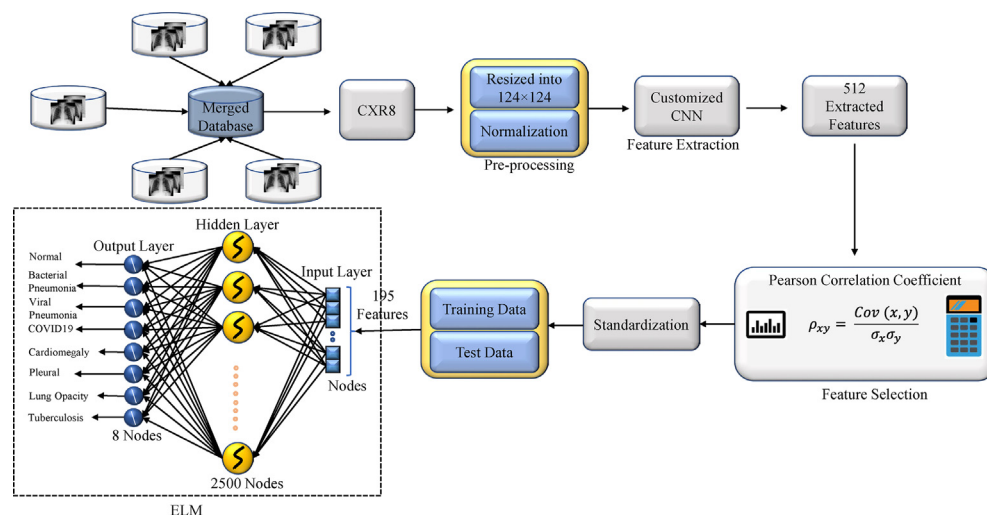 Merged
Database
CXR8
Resized into
124×124
Normalization
Pre-processing
Customized
CNN
Feature Extraction
512
Extracted
Features
Pearson Correlation Coefficient
ρxy = Cov (x, y) / σxσy
Feature Selection
Standardization
Training Data
Test Data
195
Features
Input Layer
Nodes
Hidden Layer
2500 Nodes
Output Layer
8 Nodes
Normal
Bacterial
Pneumonia
Viral
Pneumonia
COVID19
Cardiomegaly
Pleural
Lung Opacity
Tuberculosis
ELM